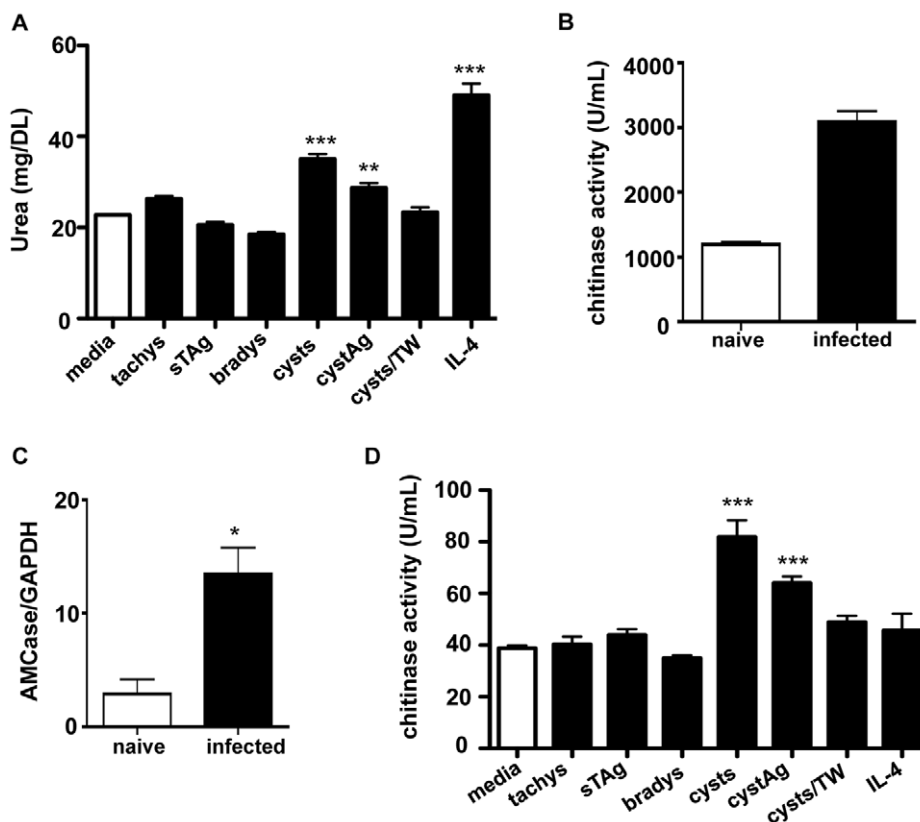 A
Urea (mg/DL)
60
40
20
0
***
**
***
media
tachys
sTAg
bradys
cysts
cystAg
cysts/TW
IL-4
B
chitinase activity (U/mL)
4000
3000
2000
1000
0
naive
infected
C
AMCase/GAPDH
20
10
0
*
naive
infected
D
chitinase activity (U/mL)
100
80
60
40
20
0
***
***
media
tachys
sTAg
bradys
cysts
cystAg
cysts/TW
IL-4